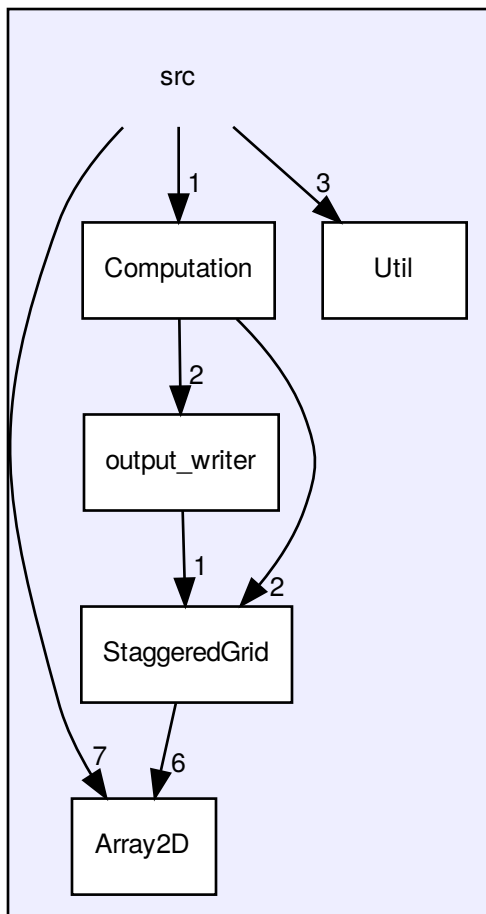 src
1
3
Computation
Util
2
output_writer
1
2
StaggeredGrid
7
6
Array2D